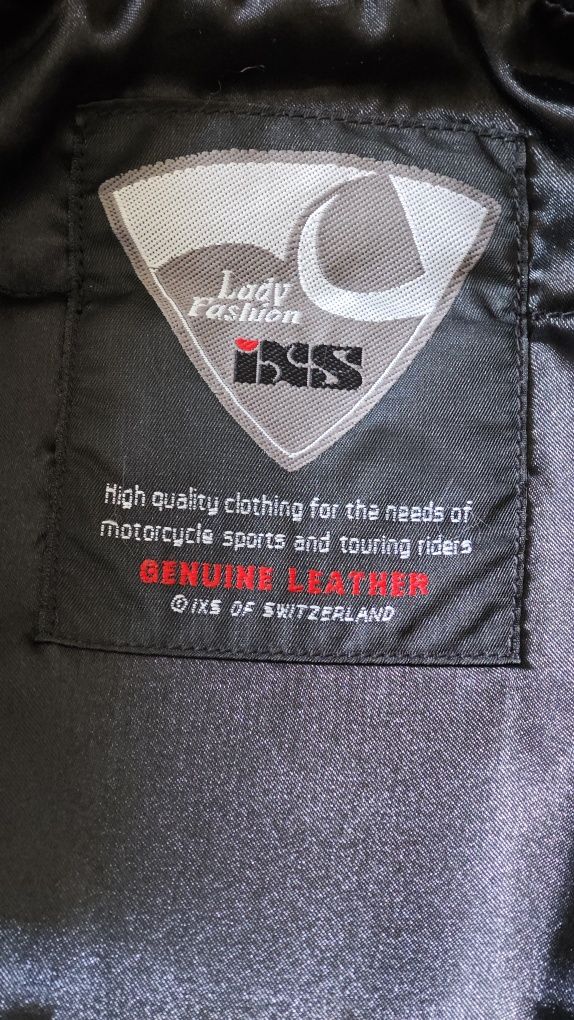 Lady
Fashion
iXS
High quality clothing for the needs of
motorcycle sports and touring riders
GENUINE LEATHER
© iXS OF SWITZERLAND